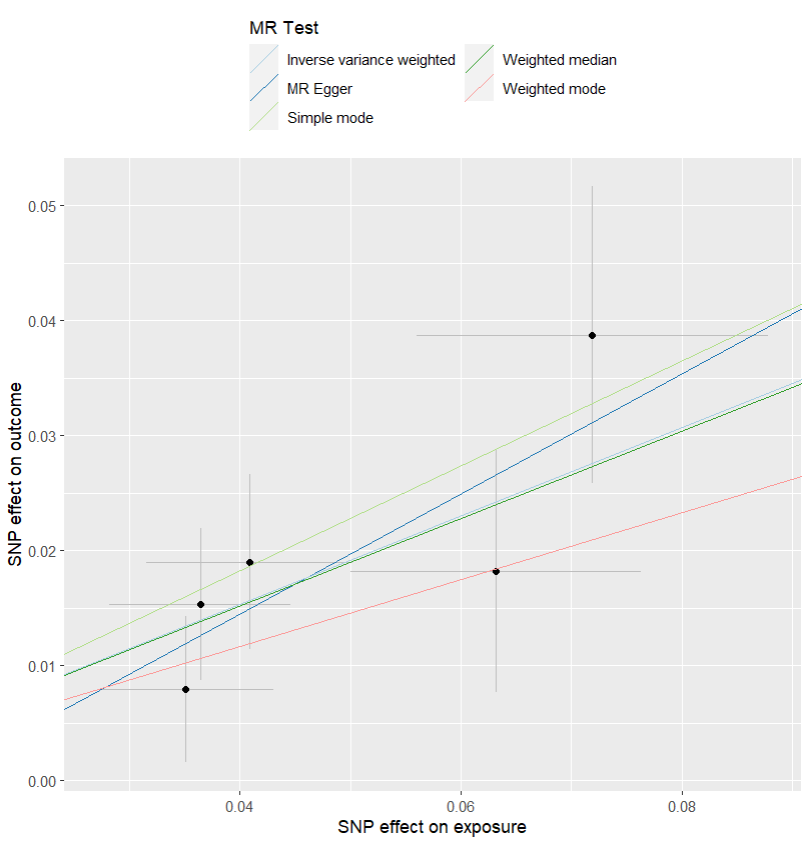 MR Test
Inverse variance weighted Weighted median
MR Egger Weighted mode
Simple mode
0.05
0.04
0.03
0.02
0.01
0.00
SNP effect on outcome
0.04 0.06 0.08
SNP effect on exposure